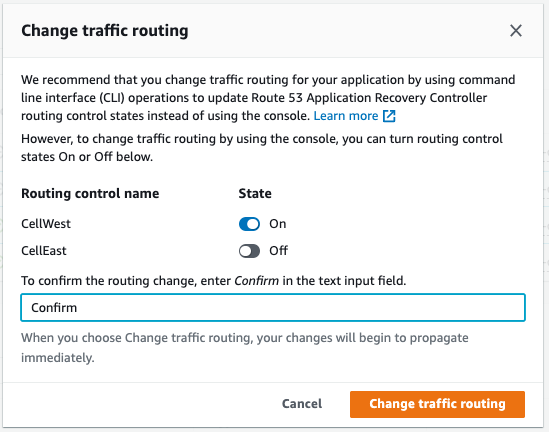 Change traffic routing
We recommend that you change traffic routing for your application by using command
line interface (CLI) operations to update Route 53 Application Recovery Controller
routing control states instead of using the console. Learn more
However, to change traffic routing by using the console, you can turn routing control
states On or Off below.
Routing control name State
CellWest On
CellEast Off
To confirm the routing change, enter Confirm in the text input field.
Confirm
When you choose Change traffic routing, your changes will begin to propagate
immediately.
Cancel Change traffic routing